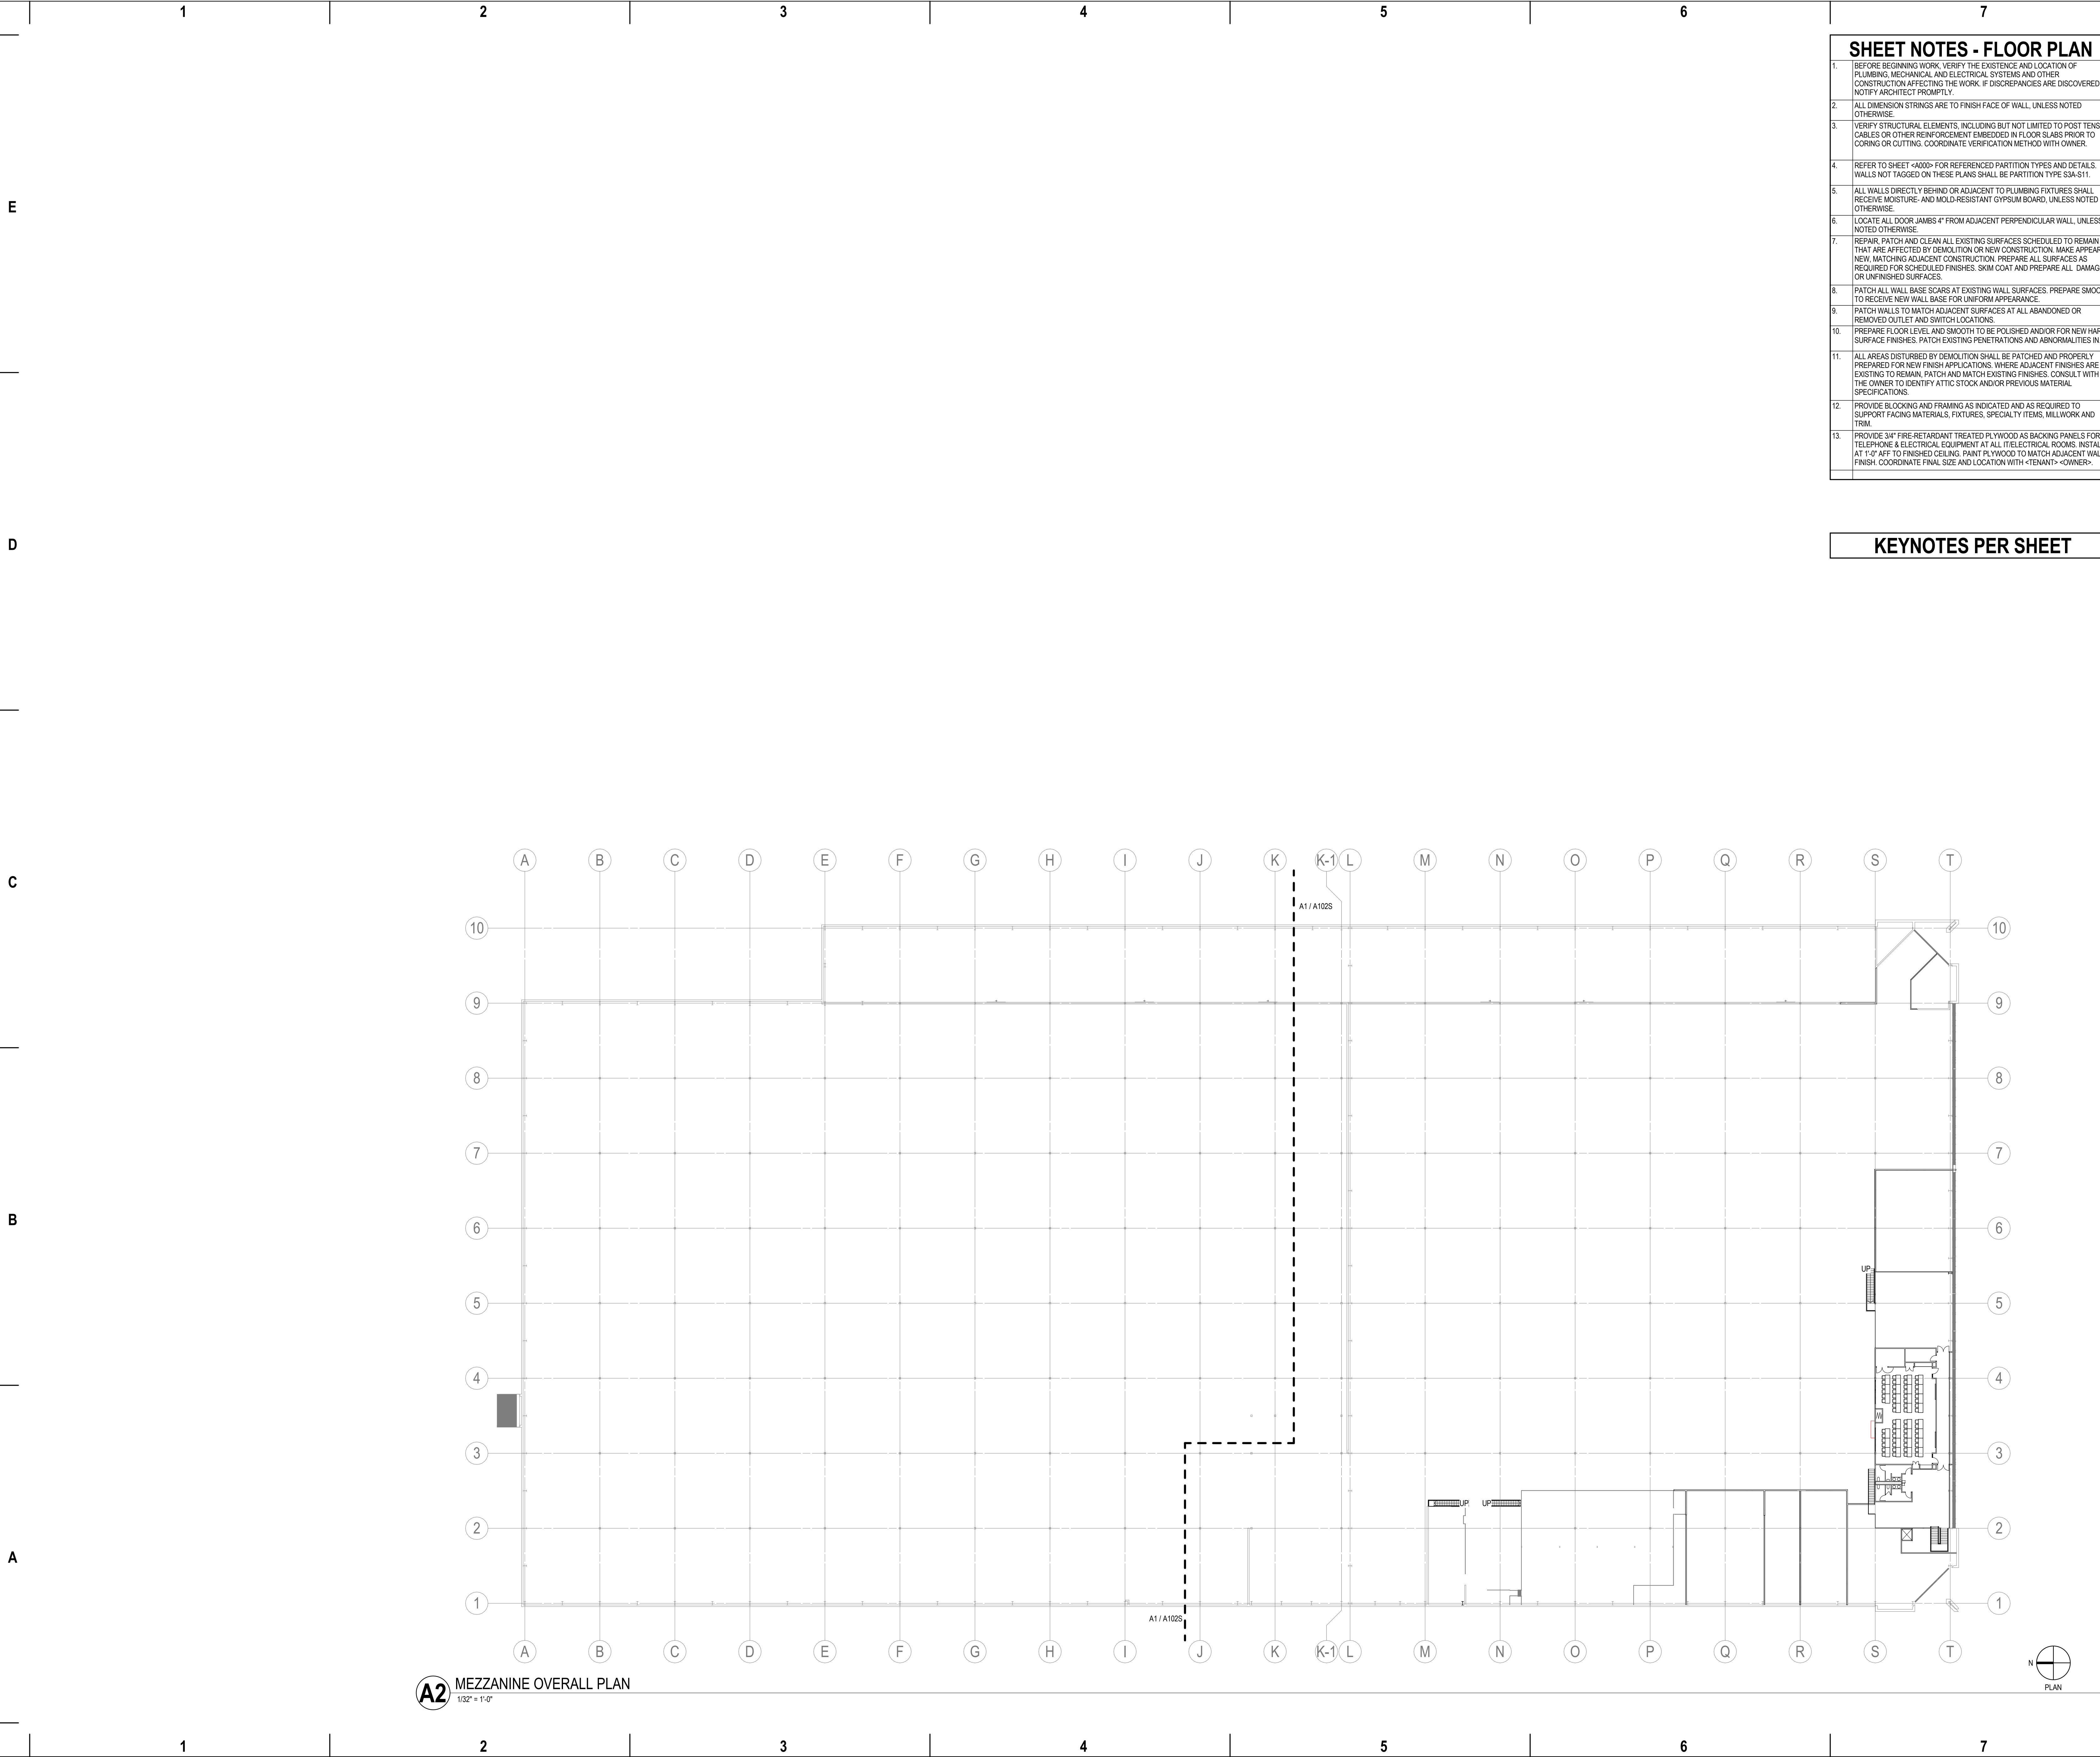 1 2 3 4 5 6 7
SHEET NOTES - FLOOR PLAN
1. BEFORE BEGINNING WORK, VERIFY THE EXISTENCE AND LOCATION OF
PLUMBING, MECHANICAL AND ELECTRICAL SYSTEMS AND OTHER
CONSTRUCTION AFFECTING THE WORK. IF DISCREPANCIES ARE DISCOVERED
NOTIFY ARCHITECT PROMPTLY.
2. ALL DIMENSION STRINGS ARE TO FINISH FACE OF WALL, UNLESS NOTED
OTHERWISE.
3. VERIFY STRUCTURAL ELEMENTS, INCLUDING BUT NOT LIMITED TO POST TENS
CABLES OR OTHER REINFORCEMENT EMBEDDED IN FLOOR SLABS PRIOR TO
CORING OR CUTTING. COORDINATE VERIFICATION METHOD WITH OWNER.
4. REFER TO SHEET <A000> FOR REFERENCED PARTITION TYPES AND DETAILS.
WALLS NOT TAGGED ON THESE PLANS SHALL BE PARTITION TYPE S3A-S11.
5. ALL WALLS DIRECTLY BEHIND OR ADJACENT TO PLUMBING FIXTURES SHALL
RECEIVE MOISTURE- AND MOLD-RESISTANT GYPSUM BOARD, UNLESS NOTED
OTHERWISE.
6. LOCATE ALL DOOR JAMBS 4" FROM ADJACENT PERPENDICULAR WALL, UNLESS
NOTED OTHERWISE.
7. REPAIR, PATCH AND CLEAN ALL EXISTING SURFACES SCHEDULED TO REMAIN
THAT ARE AFFECTED BY DEMOLITION OR NEW CONSTRUCTION. MAKE APPEAR
NEW, MATCHING ADJACENT CONSTRUCTION. PREPARE ALL SURFACES AS
REQUIRED FOR SCHEDULED FINISHES. SKIM COAT AND PREPARE ALL DAMAG
OR UNFINISHED SURFACES.
8. PATCH ALL WALL BASE SCARS AT EXISTING WALL SURFACES. PREPARE SMOO
TO RECEIVE NEW WALL BASE FOR UNIFORM APPEARANCE.
9. PATCH WALLS TO MATCH ADJACENT SURFACES AT ALL ABANDONED OR
REMOVED OUTLET AND SWITCH LOCATIONS.
10. PREPARE FLOOR LEVEL AND SMOOTH TO BE POLISHED AND/OR FOR NEW HAR
SURFACE FINISHES. PATCH EXISTING PENETRATIONS AND ABNORMALITIES IN
11. ALL AREAS DISTURBED BY DEMOLITION SHALL BE PATCHED AND PROPERLY
PREPARED FOR NEW FINISH APPLICATIONS. WHERE ADJACENT FINISHES ARE
EXISTING TO REMAIN, PATCH AND MATCH EXISTING FINISHES. CONSULT WITH
THE OWNER TO IDENTIFY ATTIC STOCK AND/OR PREVIOUS MATERIAL
SPECIFICATIONS.
12. PROVIDE BLOCKING AND FRAMING AS INDICATED AND AS REQUIRED TO
SUPPORT FACING MATERIALS, FIXTURES, SPECIALTY ITEMS, MILLWORK AND
TRIM.
13. PROVIDE 3/4" FIRE-RETARDANT TREATED PLYWOOD AS BACKING PANELS FOR
TELEPHONE & ELECTRICAL EQUIPMENT AT ALL IT/ELECTRICAL ROOMS. INSTAL
AT 1'-0" AFF TO FINISHED CEILING. PAINT PLYWOOD TO MATCH ADJACENT WAL
FINISH. COORDINATE FINAL SIZE AND LOCATION WITH <TENANT> <OWNER>.
E
D
KEYNOTES PER SHEET
C
A B C D E F G H I J K K-1 L M N O P Q R S T
A1 / A102S
10 10
9 9
8 8
7 7
B
6 6
UP
5 5
4 4
3 3
UP UP
2 2
A
1 1
A1 / A102S
A B C D E F G H I J K K-1 L M N O P Q R S T
A2 MEZZANINE OVERALL PLAN
1/32" = 1'-0"
N
PLAN
1 2 3 4 5 6 7